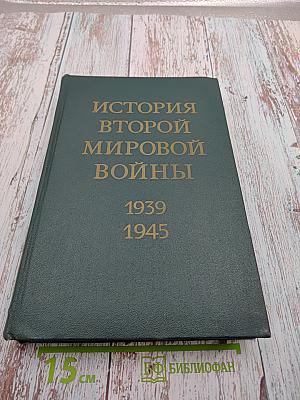 ИСТОРИЯ
ВТОРОЙ
МИРОВОЙ
ВОЙНЫ
1939
1945
15 см.
БФ БИБЛИОФАН